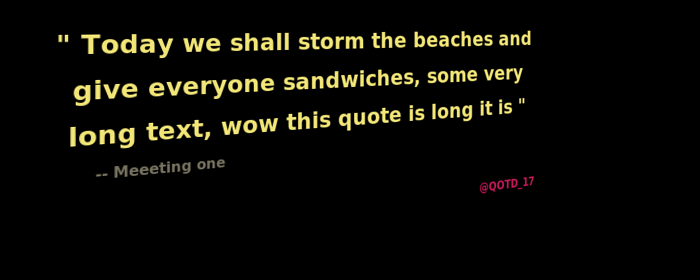 " Today we shall storm the beaches and
give everyone sandwiches, some very
long text, wow this quote is long it is "
-- Meeeting one
@QOTD_17